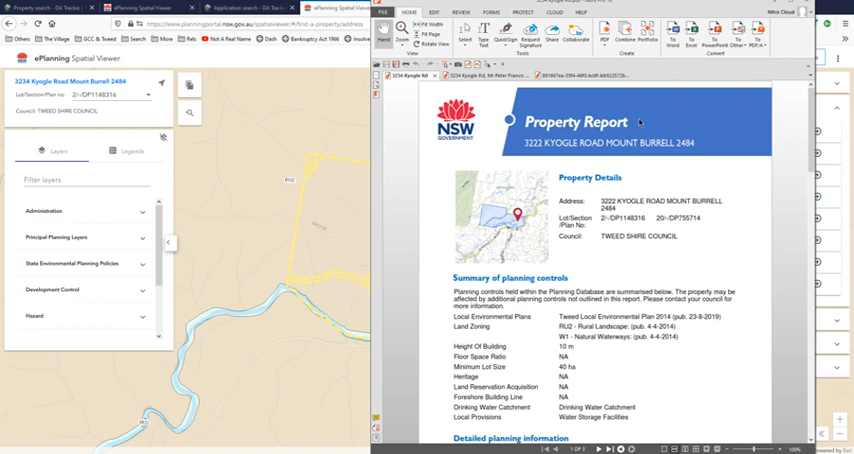 Property search - DA Tracker
ePlanning Spatial Viewer
Application search - DA Tracker
ePlanning Spatial Viewer
https://www.planningportal.nsw.gov.au/spatialviewer/#/find-a-property/address
Search
Others
The Village
GCC & Tweed
Search
More
Rels
Not A Real Name
Dash
Bankruptcy Act 1966
ePlanning Spatial Viewer
3234 Kyogle Road Mount Burrell 2484
Lot/Section/Plan no: 2/-/DP1148316
Council: TWEED SHIRE COUNCIL
Layers
Legends
Filter layers
Administration
Principal Planning Layers
State Environmental Planning Policies
Development Control
Hazard
FILE
HOME
EDIT
REVIEW
FORMS
PROTECT
CLOUD
HELP
Nitro Cloud
Hand
Zoom
Fit Width
Fit Page
Rotate View
Select
Type Text
QuickSign
Request Signature
Share
Collaborate
PDF
Combine
Portfolio
To Word
To Excel
To PowerPoint
To Other
To PDF/A
Tools
Create
Convert
3234 Kyogle Rd
NSW
GOVERNMENT
Property Report
3222 KYOGLE ROAD MOUNT BURRELL 2484
Property Details
Address: 3222 KYOGLE ROAD MOUNT BURRELL
2484
Lot/Section 2/-/DP1148316 20/-/DP755714
/Plan No:
Council: TWEED SHIRE COUNCIL
Summary of planning controls
Planning controls held within the Planning Database are summarised below. The property may
be affected by additional planning controls not outlined in this report. Please contact your council for
more information.
Local Environmental Plans Tweed Local Environmental Plan 2014 (pub. 23-8-2019)
Land Zoning RU2 - Rural Landscape: (pub. 4-4-2014)
W1 - Natural Waterways: (pub. 4-4-2014)
Height Of Building 10 m
Floor Space Ratio NA
Minimum Lot Size 40 ha
Heritage NA
Land Reservation Acquisition NA
Foreshore Building Line NA
Drinking Water Catchment Drinking Water Catchment
Local Provisions Water Storage Facilities
Detailed planning information
1 OF 3
100%